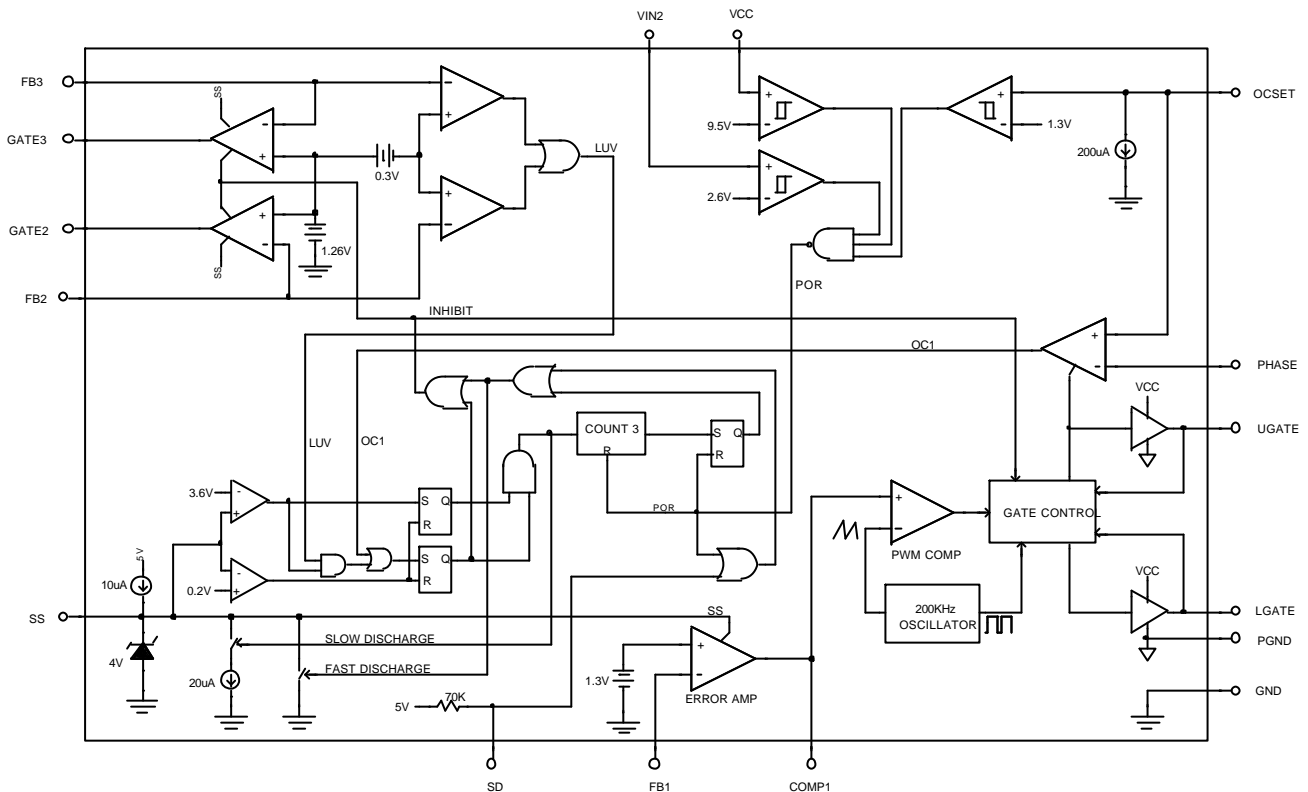 VIN2
VCC
FB3
GATE3
GATE2
FB2
SS
SS
0.3V
1.26V
LUV
9.5V
2.6V
1.3V
200uA
OCSET
POR
INHIBIT
OC1
PHASE
VCC
UGATE
LUV
OC1
COUNT 3
R
S Q
R
3.6V
0.2V
S Q
R
S Q
R
POR
PWM COMP
GATE CONTROL
5V
10uA
SS
4V
20uA
SLOW DISCHARGE
FAST DISCHARGE
5V
70K
1.3V
SS
ERROR AMP
200KHz
OSCILLATOR
VCC
LGATE
PGND
GND
SD
FB1
COMP1